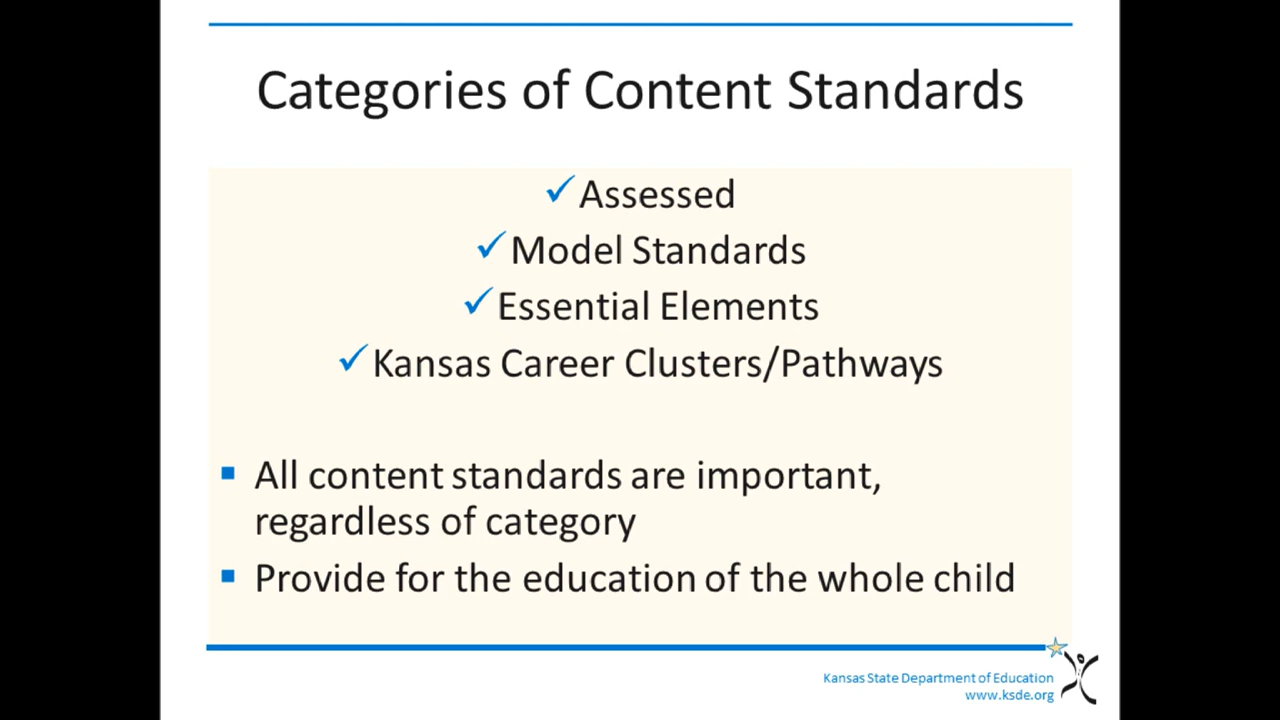 Categories of Content Standards
✓Assessed
✓Model Standards
✓Essential Elements
✓Kansas Career Clusters/Pathways
▪ All content standards are important,
regardless of category
▪ Provide for the education of the whole child
Kansas State Department of Education
www.ksde.org